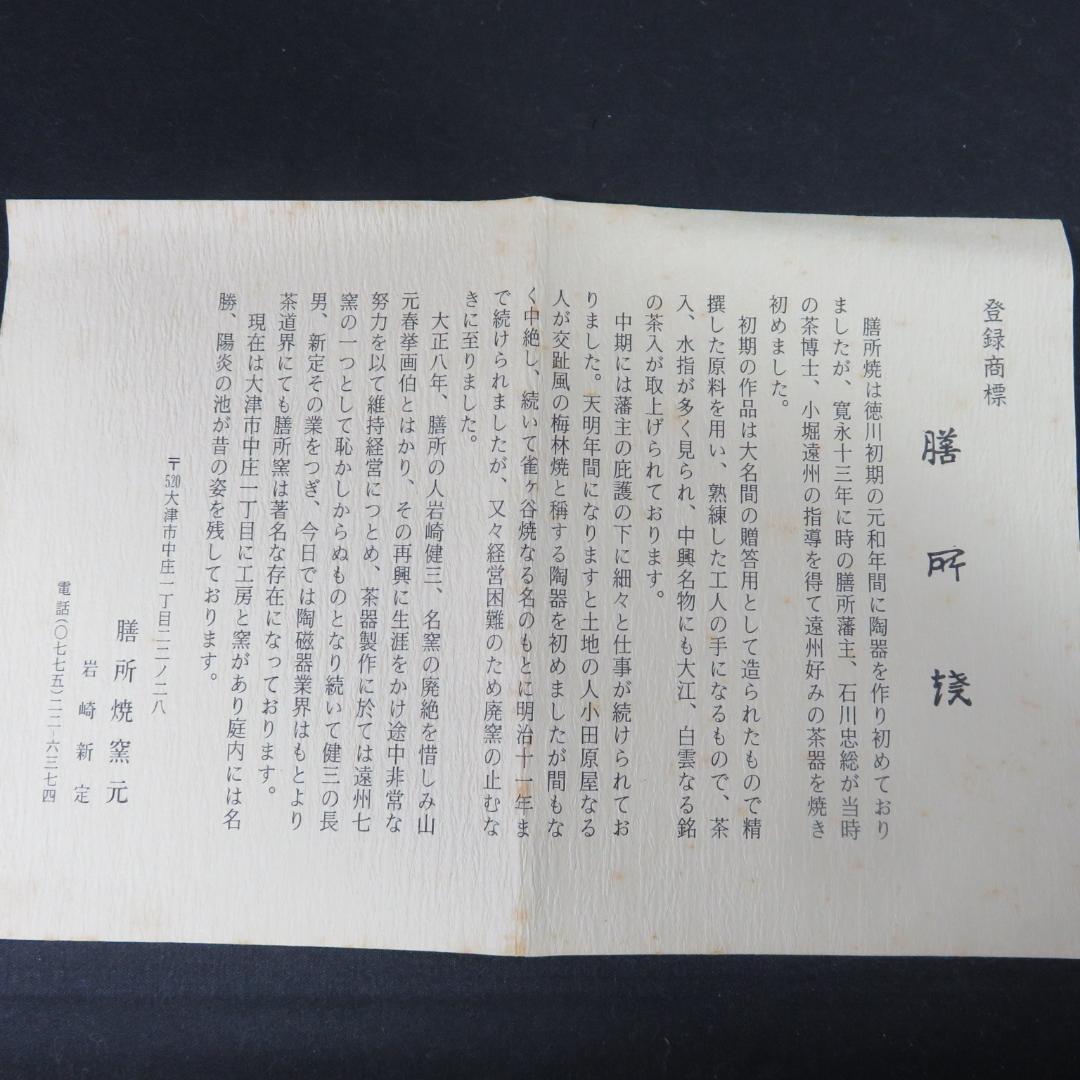 登録商標
膳所焼
膳所焼は徳川初期の元和年間に陶器を作り初めており
ましたが、寛永十三年に時の膳所藩主、石川忠総が当時
の茶博士、小堀遠州の指導を得て遠州好みの茶器を焼き
初めました。
初期の作品は大名間の贈答用として造られたもので精
撰した原料を用い、熟練した工人の手になるもので、茶
入、水指が多く見られ、中興名物にも大江、白雲なる銘
の茶入が取上げられております。
中期には藩主の庇護の下に細々と仕事が続けられてお
りました。天明年間になりますと土地の人小田原屋なる
人が交趾風の梅林焼と稱する陶器を初めましたが間もな
く中絶し、続いて雀ヶ谷焼なる名のもとに明治十一年ま
で続けられましたが、又々経営困難のため廃窯の止むな
きに至りました。
大正八年、膳所の人岩崎健三、名窯の廃絶を惜しみ山
元春挙画伯とはかり、その再興に生涯をかけ途中非常な
努力を以て維持経営につとめ、茶器製作に於ては遠州七
窯の一つとして恥かしからぬものとなり続いて健三の長
男、新定その業をつぎ、今日では陶磁器業界はもとより
茶道界にても膳所窯は著名な存在になっております。
現在は大津市中庄一丁目に工房と窯があり庭内には名
勝、陽炎の池が昔の姿を残しております。
〒520大津市中庄一丁目二二ノ二八
膳所焼窯元
岩崎新定
電話(〇七七五)二二-六三七四